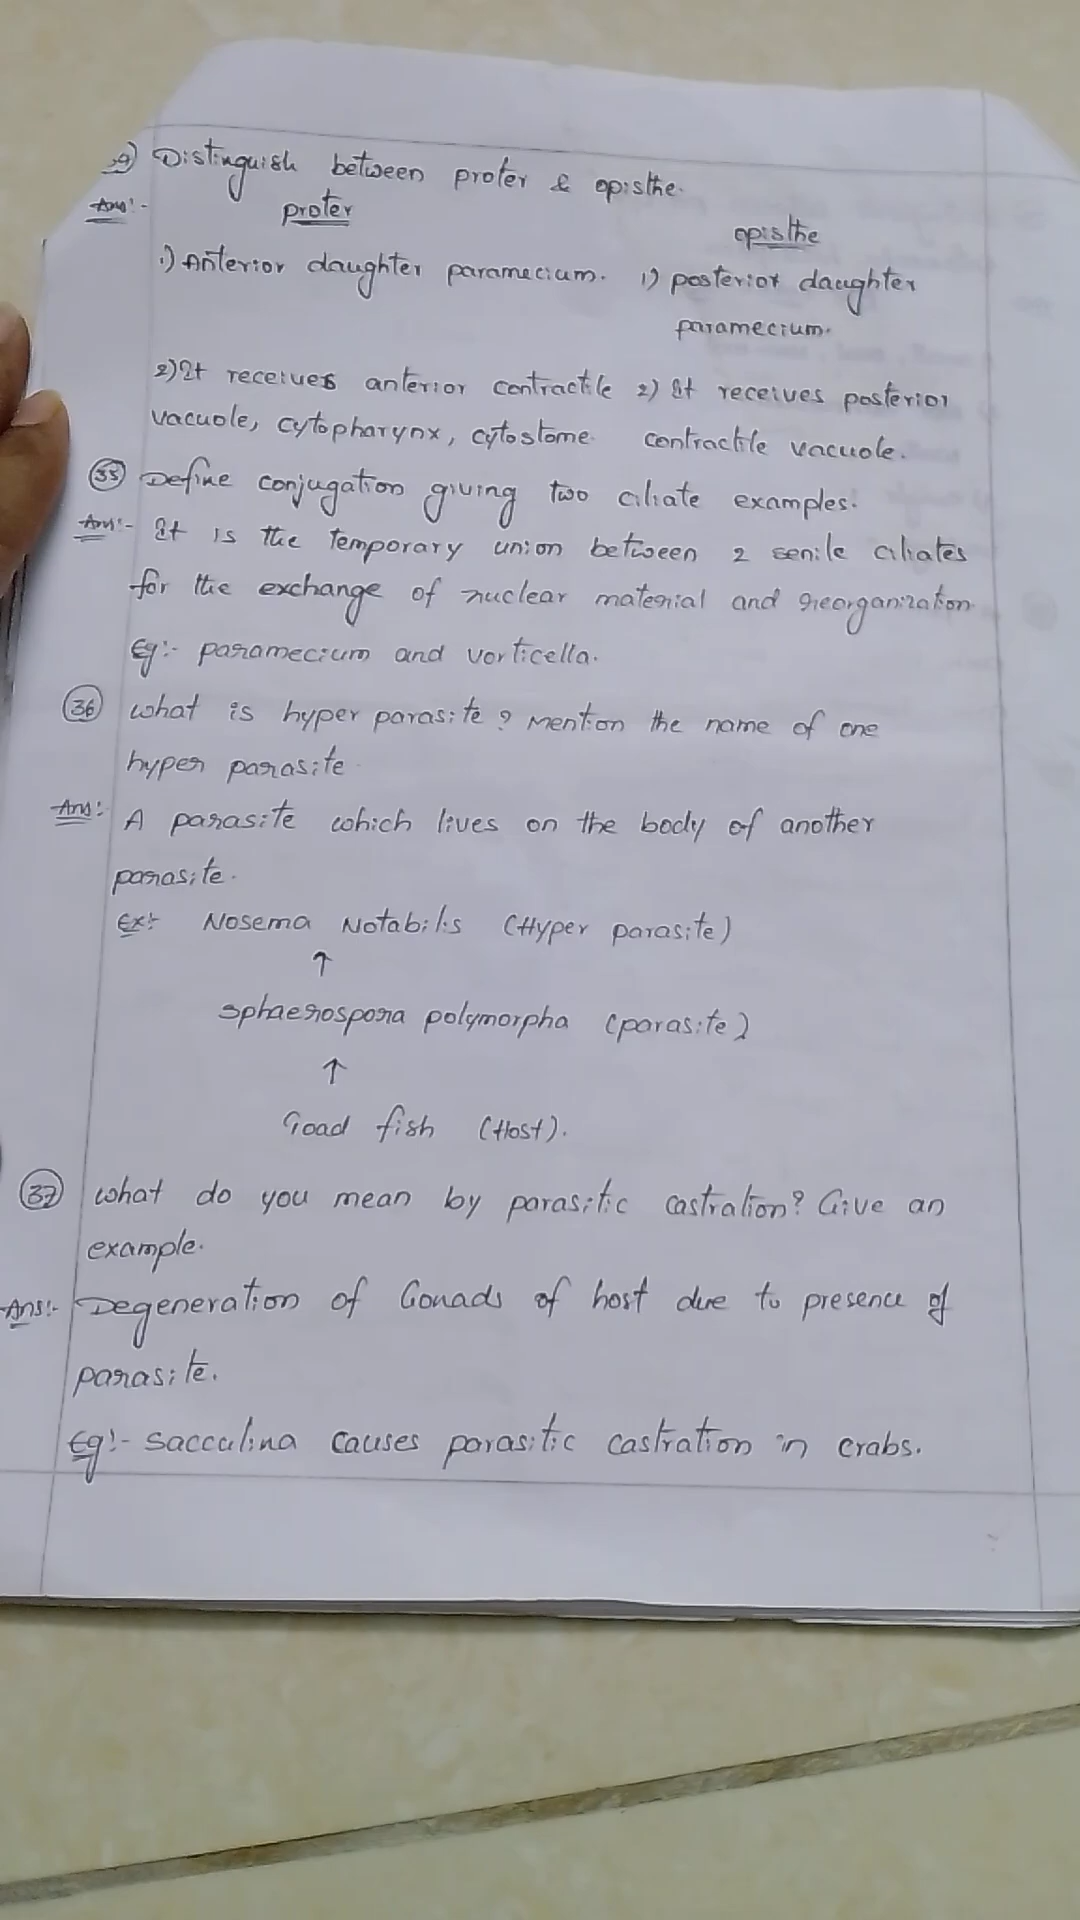 Distinguish between proter & opisthe.
Ans:-
proter
opisthe
1) Anterior daughter paramecium.
1) posterior daughter
paramecium.
2) It receives anterior contractile
2) It receives posterior
vacuole, cytopharynx, cytostome.
contractile vacuole.
35 Define conjugation giving two ciliate examples.
Ans:- It is the temporary union between 2 senile ciliates
for the exchange of nuclear material and reorganization
Eg:- paramecium and vorticella.
36 what is hyper parasite? Mention the name of one
hyper parasite.
Ans: A parasite which lives on the body of another
parasite.
Ex:- Nosema Notabilis (Hyper parasite)
↑
sphaerospora polymorpha (parasite)
↑
Toad fish (Host).
37 what do you mean by parasitic castration? Give an
example.
Ans:- Degeneration of Gonads of host due to presence of
parasite.
Eg:- sacculina causes parasitic castration in crabs.